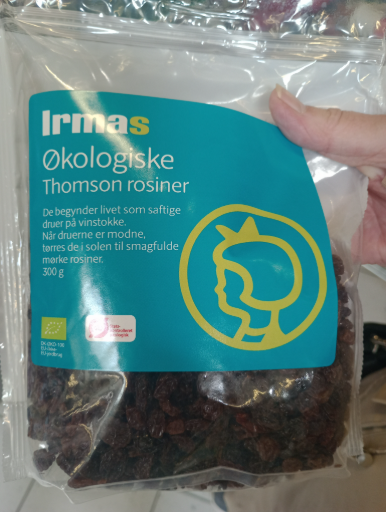 Irmas
Økologiske
Thomson rosiner
De begynder livet som saftige
druer på vinstokke.
Når druerne er modne,
tørres de i solen til smagfulde
mørke rosiner.
300 g